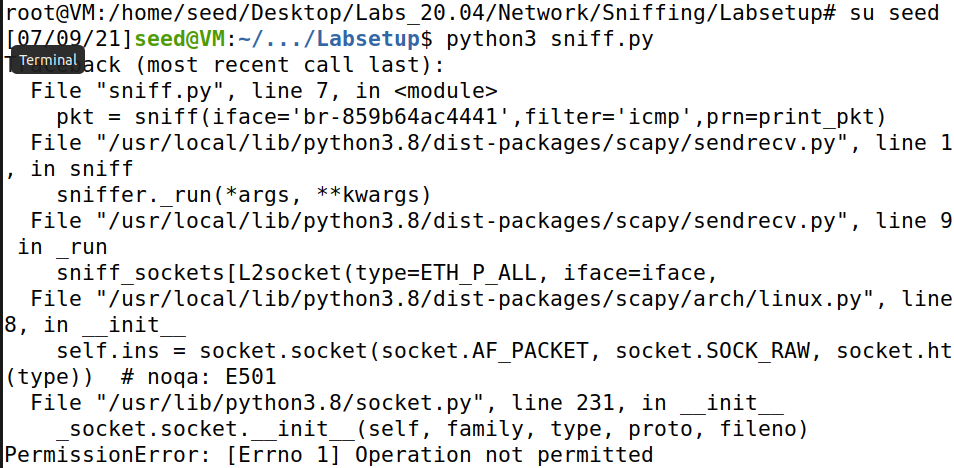 root@VM:/home/seed/Desktop/Labs_20.04/Network/Sniffing/Labsetup# su seed
[07/09/21]seed@VM:~/.../Labsetup$ python3 sniff.py
Terminal
Traceback (most recent call last):
  File "sniff.py", line 7, in <module>
    pkt = sniff(iface='br-859b64ac4441',filter='icmp',prn=print_pkt)
  File "/usr/local/lib/python3.8/dist-packages/scapy/sendrecv.py", line 1
, in sniff
    sniffer._run(*args, **kwargs)
  File "/usr/local/lib/python3.8/dist-packages/scapy/sendrecv.py", line 9
 in _run
    sniff_sockets[L2socket(type=ETH_P_ALL, iface=iface,
  File "/usr/local/lib/python3.8/dist-packages/scapy/arch/linux.py", line
8, in __init__
    self.ins = socket.socket(socket.AF_PACKET, socket.SOCK_RAW, socket.ht
(type))  # noqa: E501
  File "/usr/lib/python3.8/socket.py", line 231, in __init__
    _socket.socket.__init__(self, family, type, proto, fileno)
PermissionError: [Errno 1] Operation not permitted